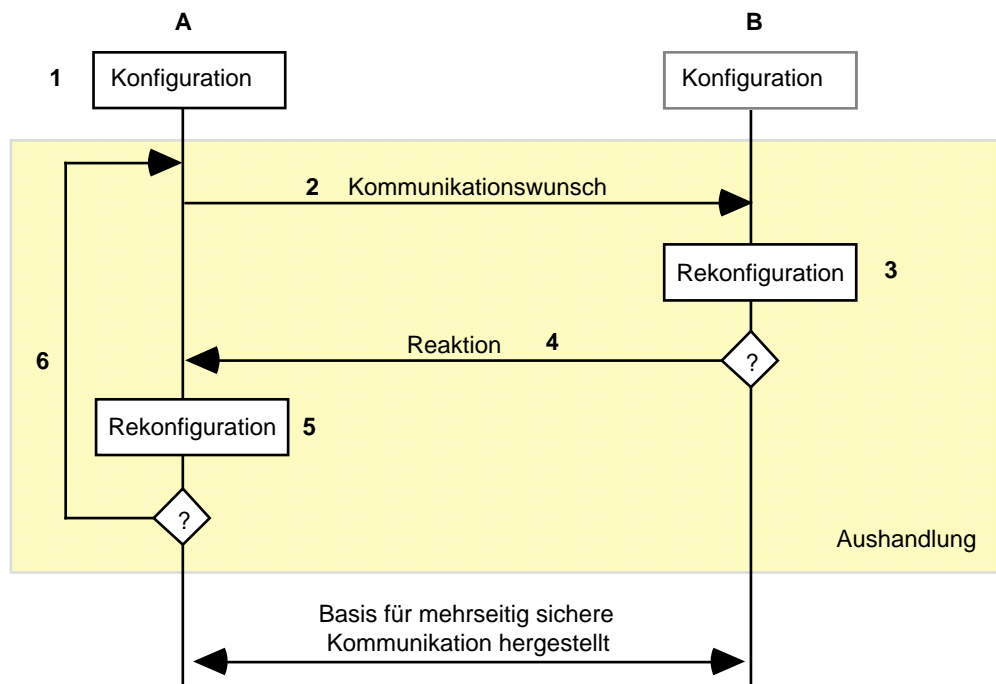 A
B
1
Konfiguration
Konfiguration
2 Kommunikationswunsch
Rekonfiguration 3
Reaktion 4
?
6
Rekonfiguration 5
?
Aushandlung
Basis für mehrseitig sichere
Kommunikation hergestellt